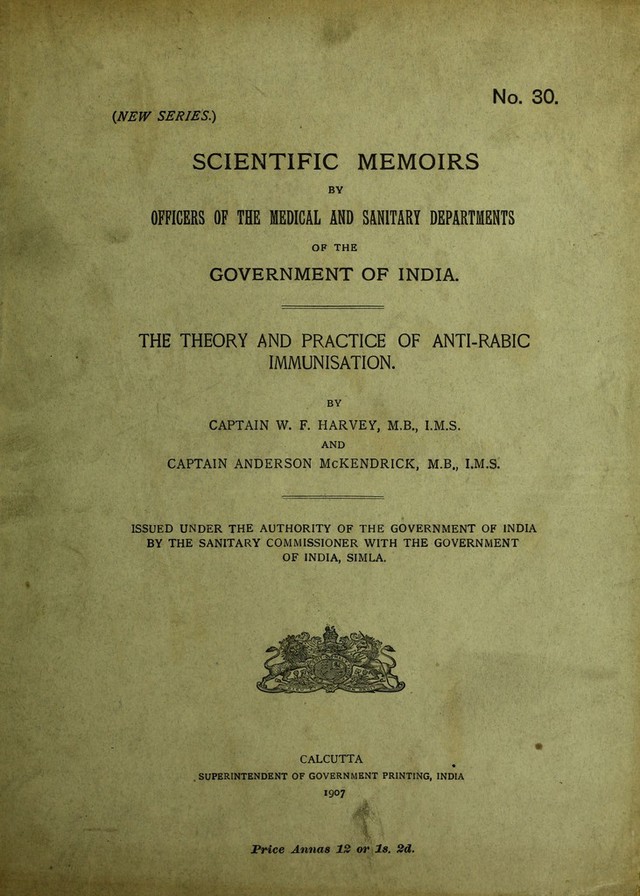 No. 30.
(NEW SERIES.)
SCIENTIFIC MEMOIRS
BY
OFFICERS OF THE MEDICAL AND SANITARY DEPARTMENTS
OF THE
GOVERNMENT OF INDIA.
THE THEORY AND PRACTICE OF ANTI-RABIC
IMMUNISATION.
BY
CAPTAIN W. F. HARVEY, M.B., I.M.S.
AND
CAPTAIN ANDERSON McKENDRICK, M.B., I.M.S.
ISSUED UNDER THE AUTHORITY OF THE GOVERNMENT OF INDIA
BY THE SANITARY COMMISSIONER WITH THE GOVERNMENT
OF INDIA, SIMLA.
CALCUTTA
SUPERINTENDENT OF GOVERNMENT PRINTING, INDIA
1907
Price Annas 12 or 1s. 2d.